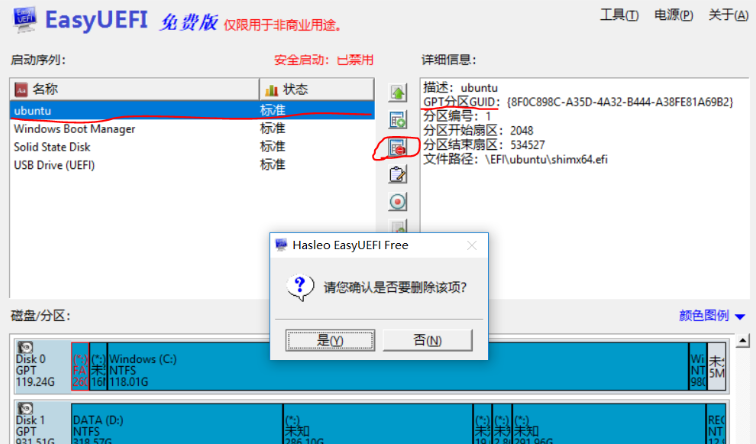 EasyUEFI 免费版 仅限用于非商业用途。
工具(T) 电源(P) 关于(A)
启动序列: 安全启动: 已禁用
名称 状态
ubuntu 标准
Windows Boot Manager 标准
Solid State Disk 标准
USB Drive (UEFI) 标准
详细信息:
描述: ubuntu
GPT分区GUID: {8F0C898C-A35D-4A32-B444-A38FE81A69B2}
分区编号: 1
分区开始扇区: 2048
分区结束扇区: 534527
文件路径: \EFI\ubuntu\shimx64.efi
Hasleo EasyUEFI Free
请您确认是否要删除该项?
是(Y) 否(N)
磁盘/分区: 颜色图例
Disk 0
GPT
119.24G
(*:)
FA
260
(*:)
未
16M
Windows (C:)
NTFS
118.01G
Wi
NT
980
未
5M
Disk 1
GPT
931.51G
DATA (D:)
NTFS
318.57G
(*:)
未知
286.10G
(*:)
未
19.
(*:)
未
(*:)
未知
291.96G
REC
NT
12.